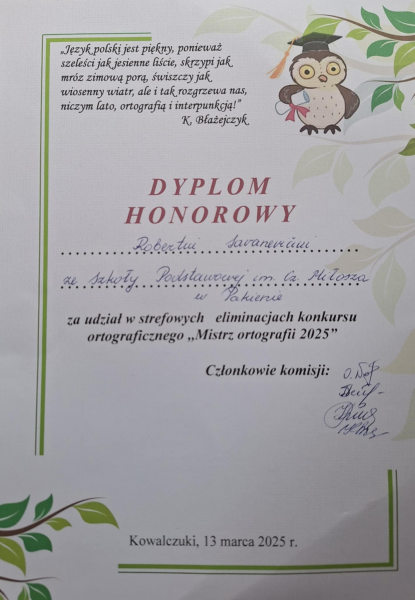 „Język polski jest piękny, ponieważ
szeleści jak jesienne liście, skrzypi jak
mróz zimową porą, świszczy jak
wiosenny wiatr, ale i tak rozgrzewa nas,
niczym lato, ortografią i interpunkcją!”
K. Błażejczyk
DYPLOM
HONOROWY
ze Szkoły Podstawowej im. Cz. Miłosza
w Pakienie
za udział w strefowych eliminacjach konkursu
ortograficznego „Mistrz ortografii 2025”
Członkowie komisji:
Kowalczuki, 13 marca 2025 r.